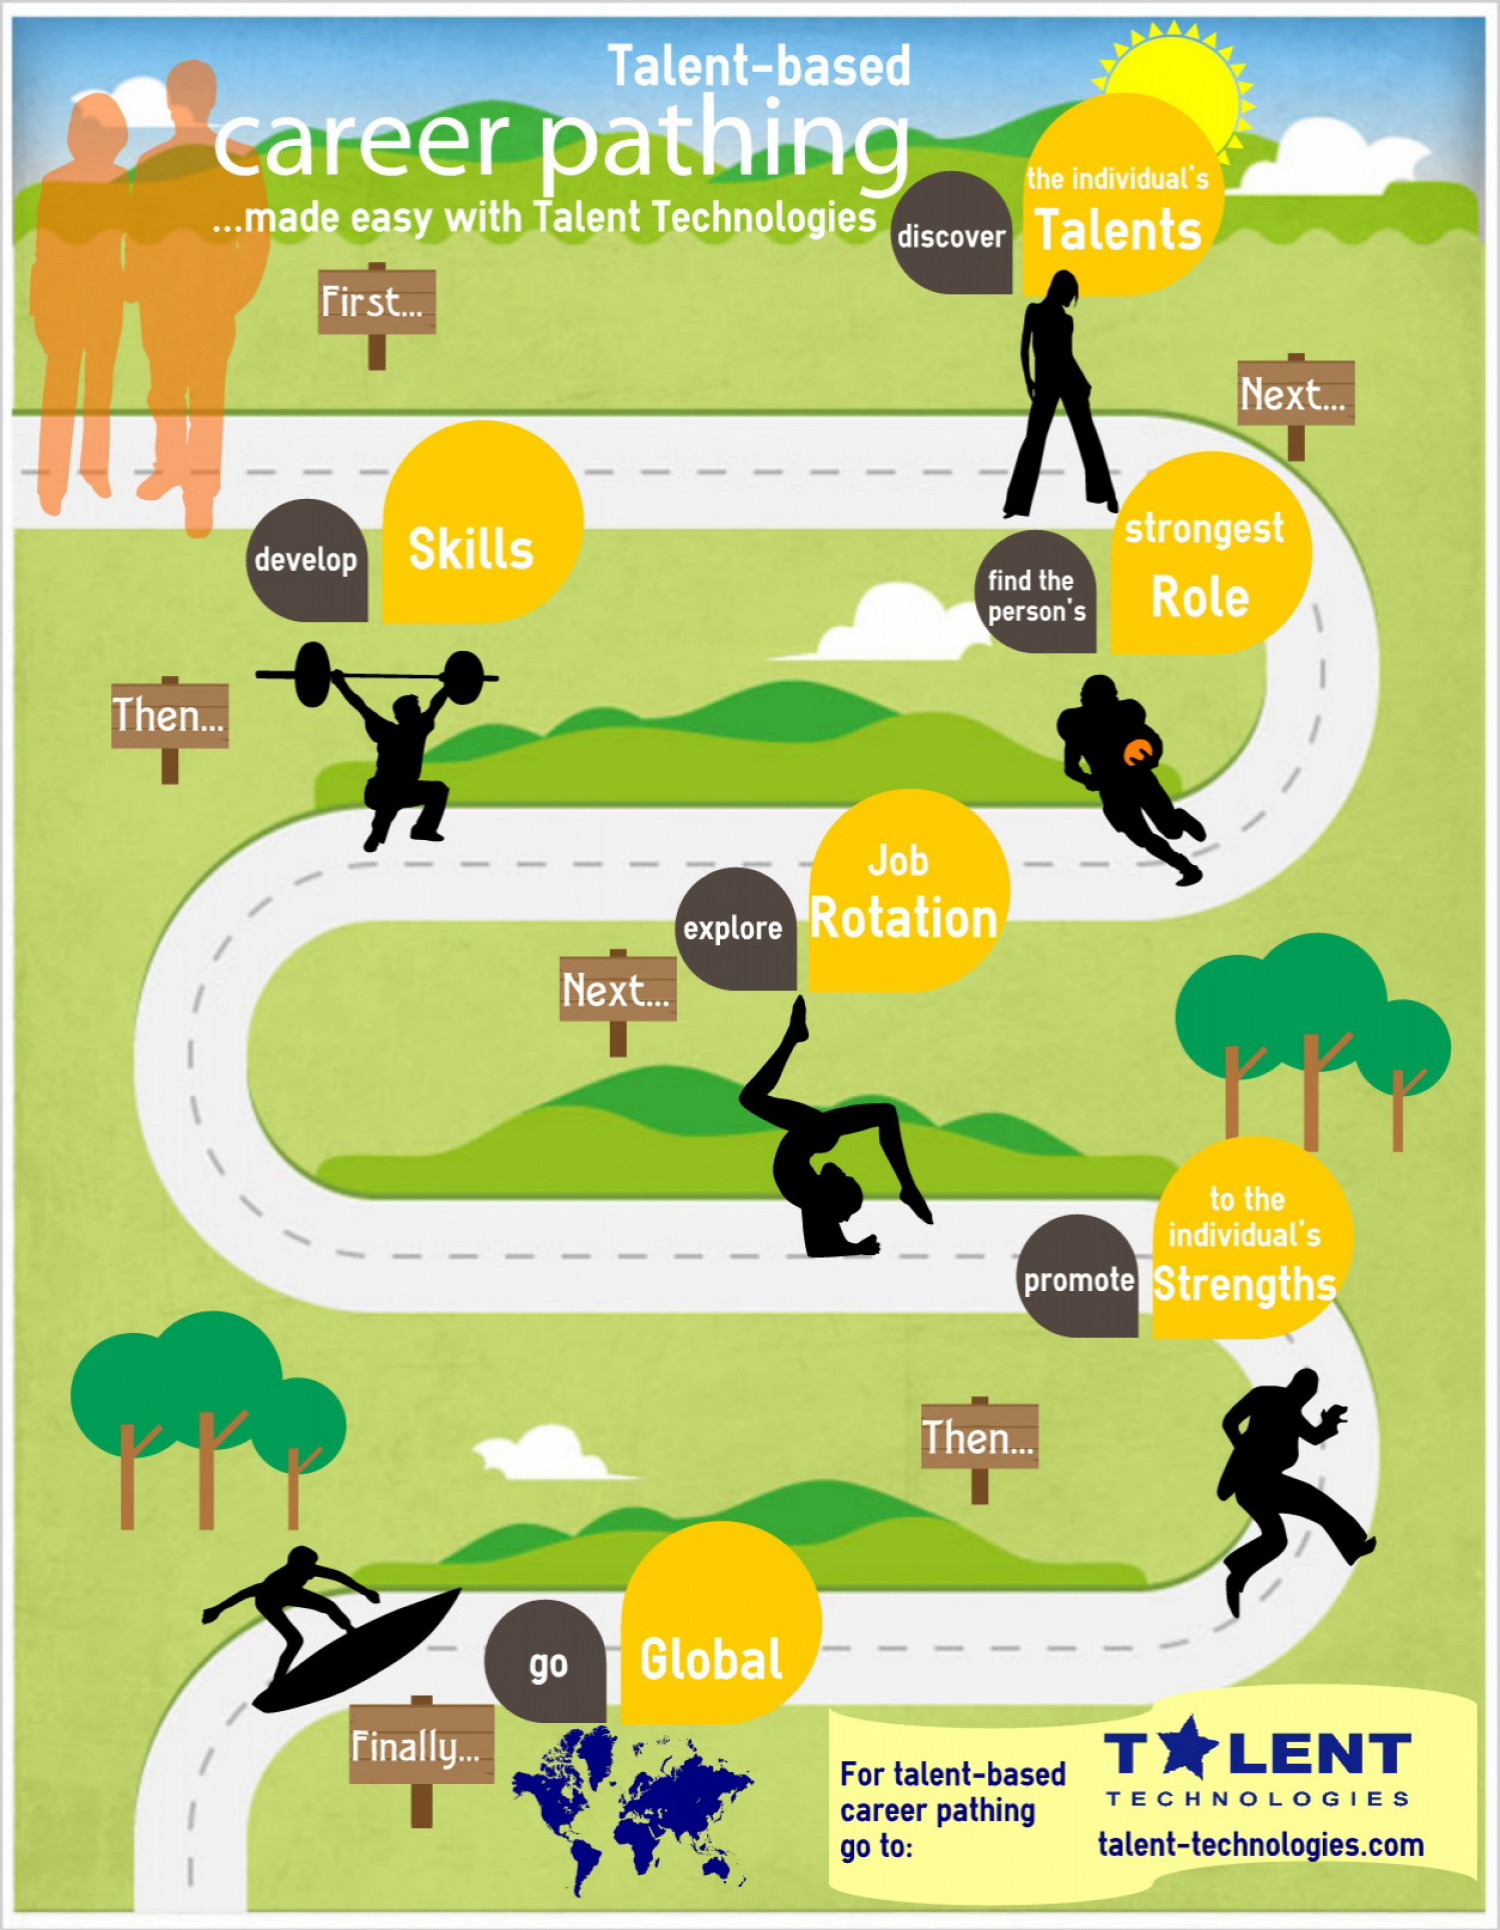 Talent-based
career pathing
...made easy with Talent Technologies
First...
discover
the individual's
Talents
Next...
find the
person's
strongest
Role
Then...
develop
Skills
Next...
explore
Job
Rotation
Then...
promote
to the
individual's
Strengths
Finally...
go
Global
For talent-based
career pathing
go to:
TALENT
TECHNOLOGIES
talent-technologies.com